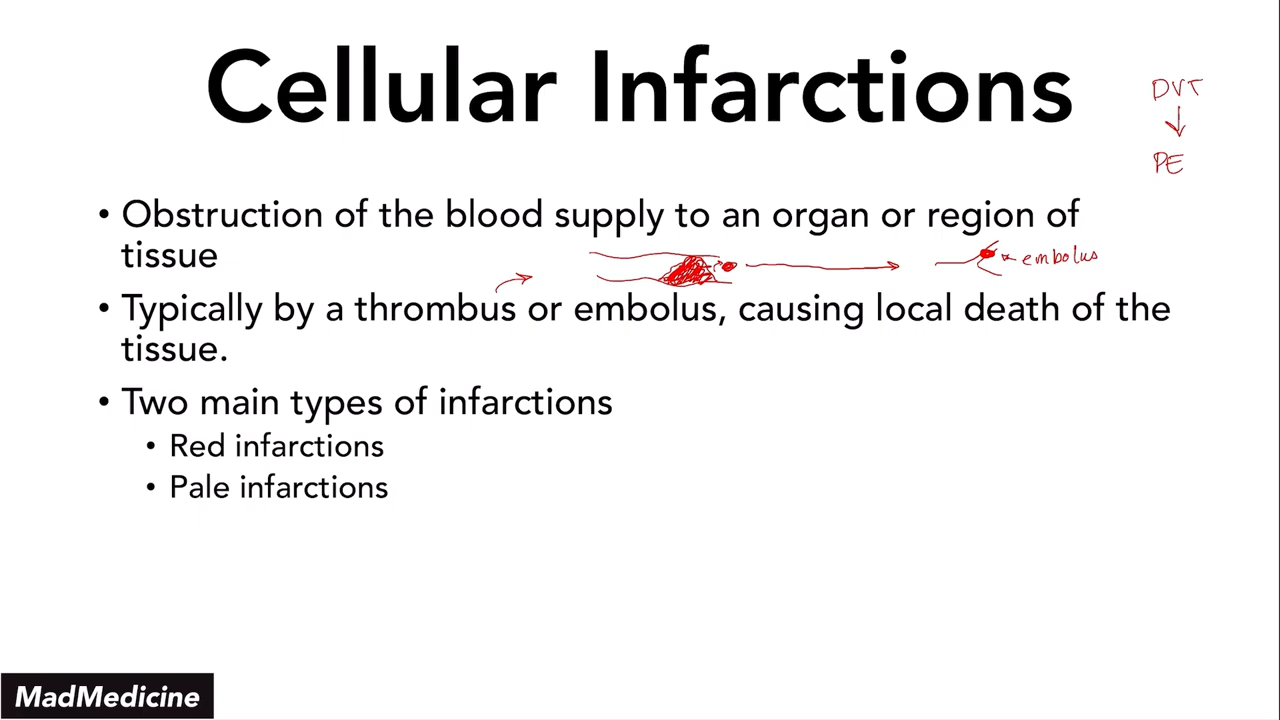 Cellular Infarctions
DVT
PE
• Obstruction of the blood supply to an organ or region of
tissue
embolus
• Typically by a thrombus or embolus, causing local death of the
tissue.
• Two main types of infarctions
• Red infarctions
• Pale infarctions
MadMedicine